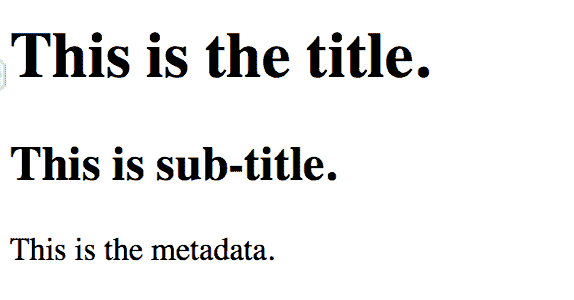 This is the title.
This is sub-title.
This is the metadata.